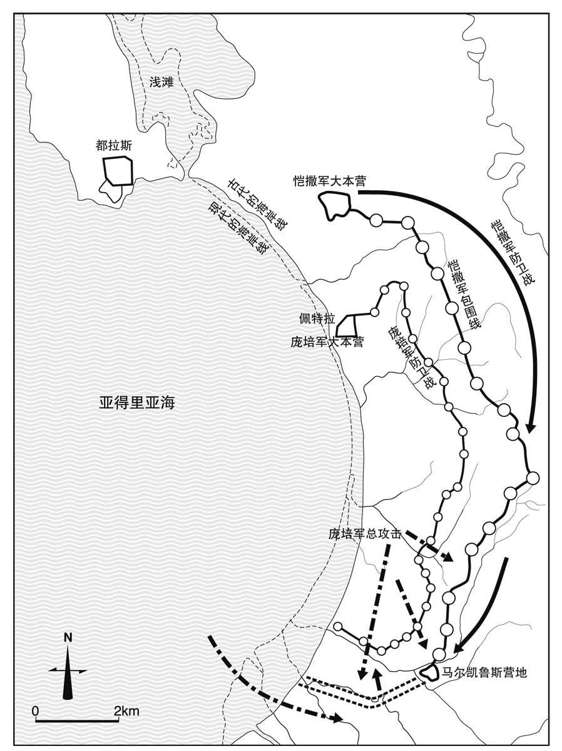 浅滩
都拉斯
恺撒军大本营
古代的海岸线
现代的海岸线
恺撒军防卫战
恺撒军包围线
佩特拉
庞培军大本营
庞培军防卫战
亚得里亚海
庞培军总攻击
N
马尔凯鲁斯营地
0 2km